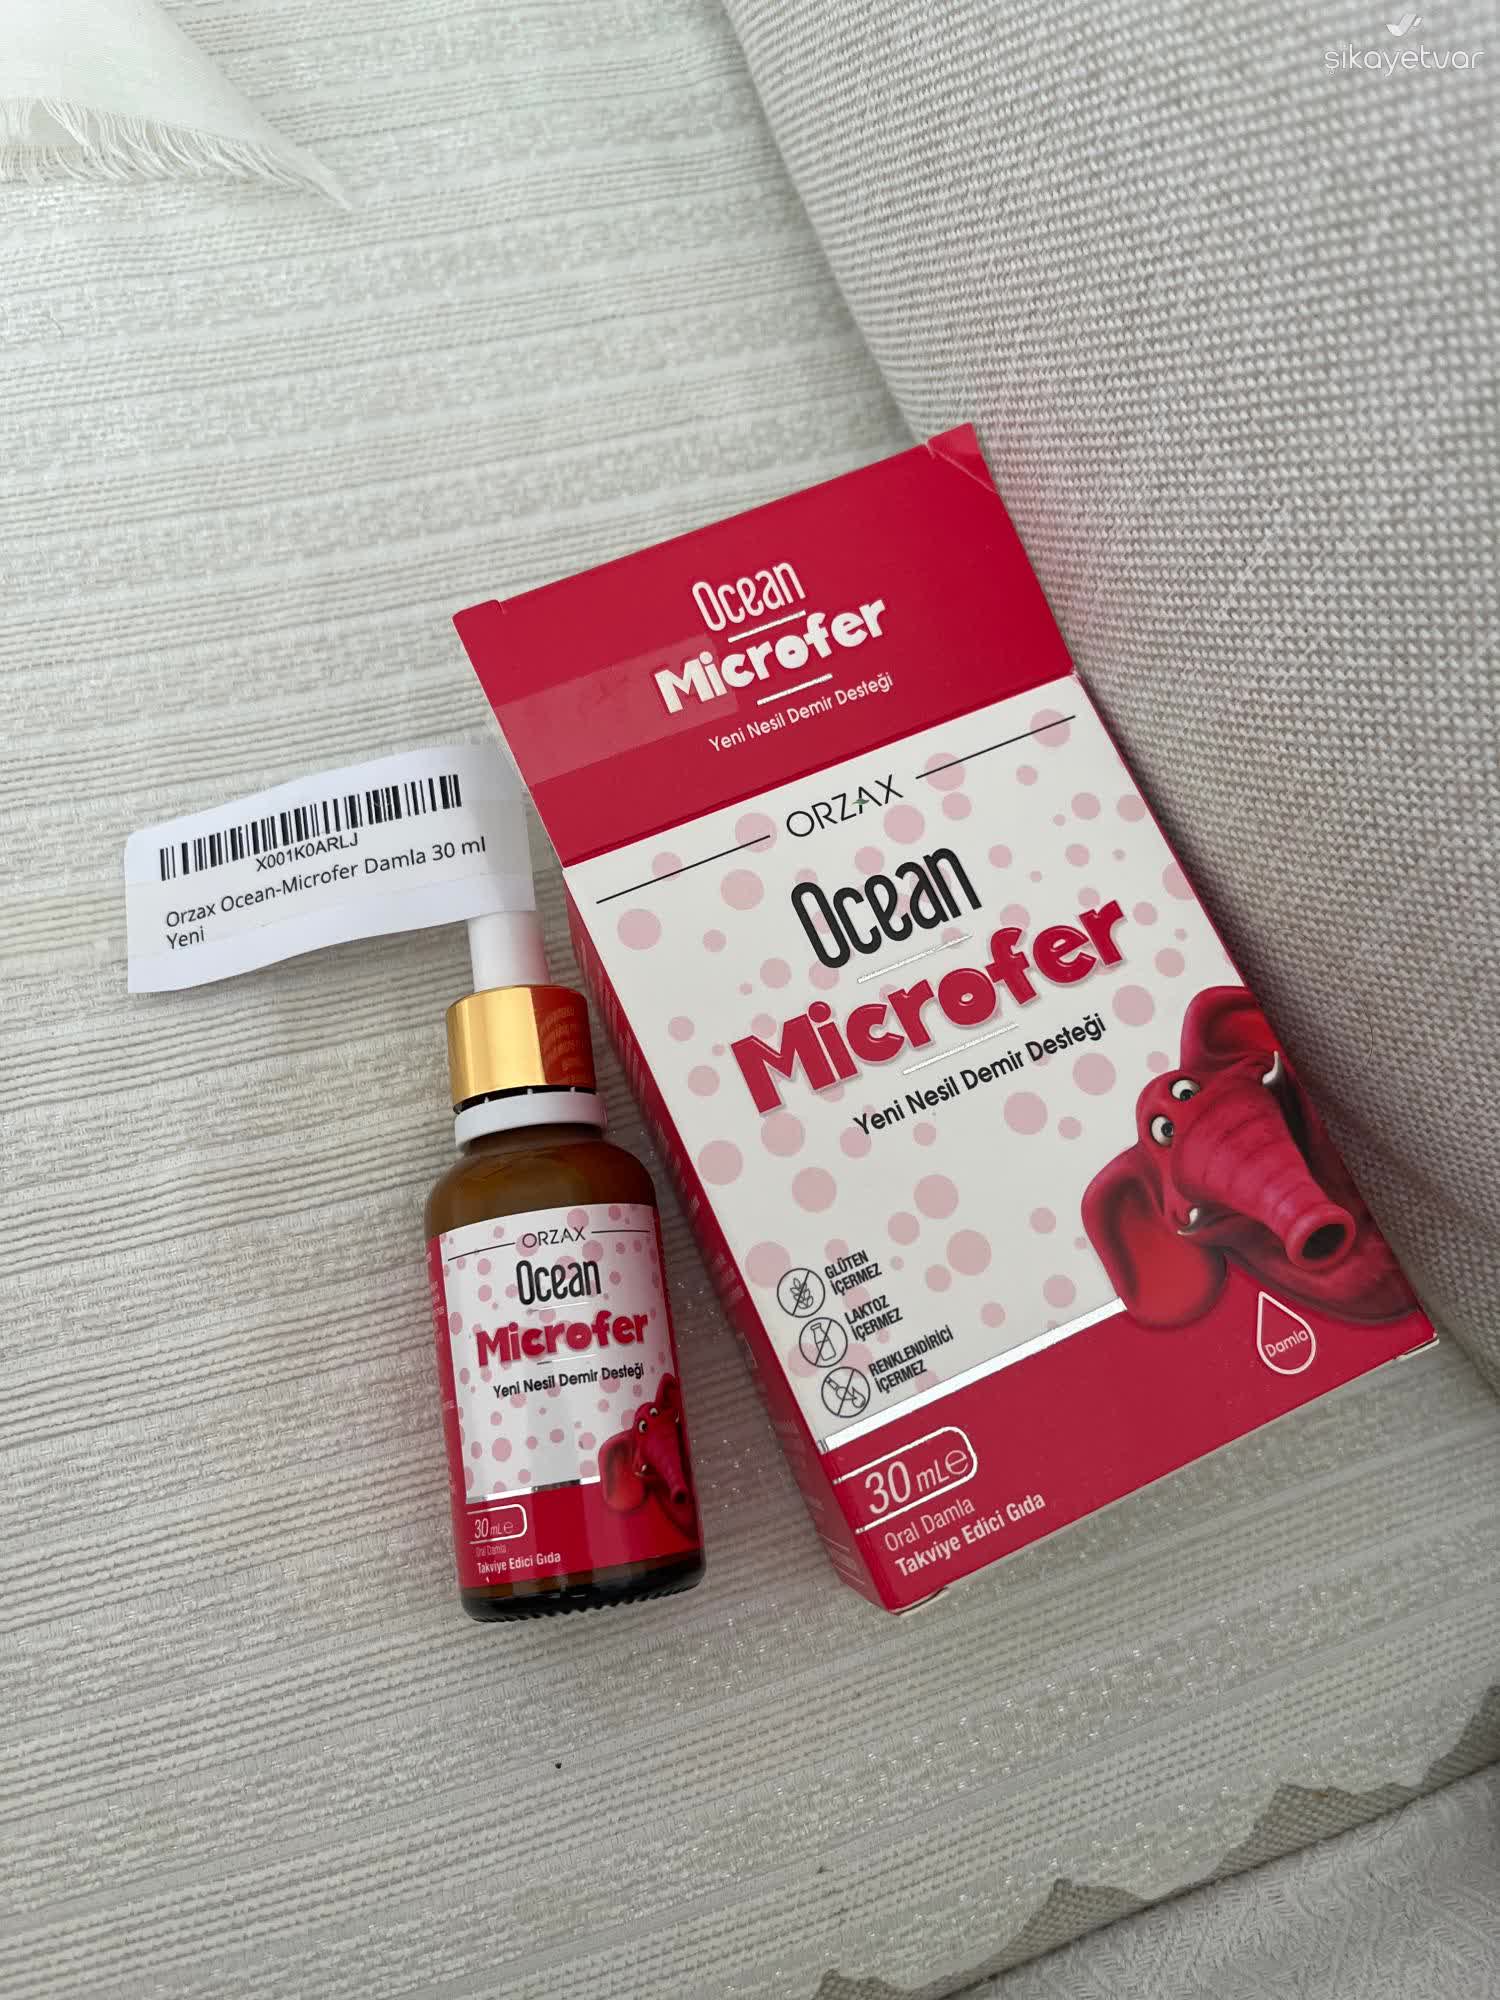 şikayetvar
Ocean
Microfer
Yeni Nesil Demir Desteği
ORZAX
Ocean
Microfer
Yeni Nesil Demir Desteği
GLÜTEN
İÇERMEZ
LAKTOZ
İÇERMEZ
RENKLENDİRİCİ
İÇERMEZ
Damla
30 mL℮
Oral Damla
Takviye Edici Gıda
X001K0ARLJ
Orzax Ocean-Microfer Damla 30 ml
Yeni
ORZAX
Ocean
Microfer
Yeni Nesil Demir Desteği
30 mL℮
Oral Damla
Takviye Edici Gıda